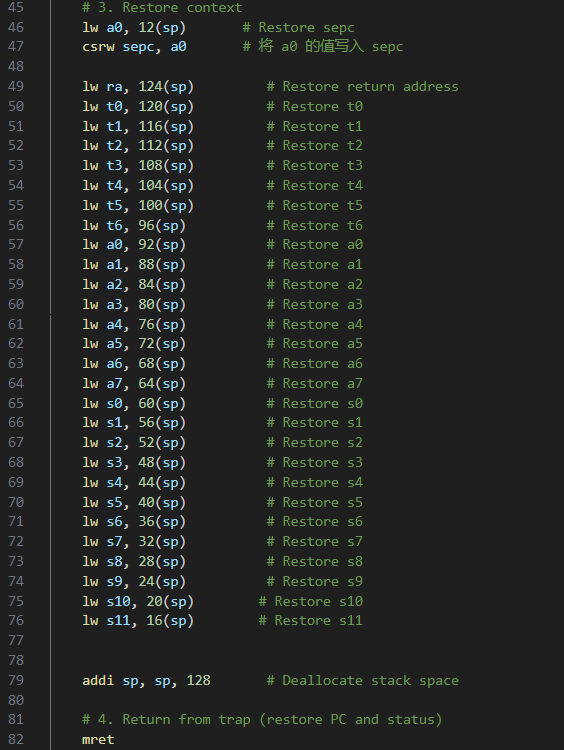 45 # 3. Restore context
46 lw a0, 12(sp) # Restore sepc
47 csrw sepc, a0 # 将 a0 的值写入 sepc
48
49 lw ra, 124(sp) # Restore return address
50 lw t0, 120(sp) # Restore t0
51 lw t1, 116(sp) # Restore t1
52 lw t2, 112(sp) # Restore t2
53 lw t3, 108(sp) # Restore t3
54 lw t4, 104(sp) # Restore t4
55 lw t5, 100(sp) # Restore t5
56 lw t6, 96(sp) # Restore t6
57 lw a0, 92(sp) # Restore a0
58 lw a1, 88(sp) # Restore a1
59 lw a2, 84(sp) # Restore a2
60 lw a3, 80(sp) # Restore a3
61 lw a4, 76(sp) # Restore a4
62 lw a5, 72(sp) # Restore a5
63 lw a6, 68(sp) # Restore a6
64 lw a7, 64(sp) # Restore a7
65 lw s0, 60(sp) # Restore s0
66 lw s1, 56(sp) # Restore s1
67 lw s2, 52(sp) # Restore s2
68 lw s3, 48(sp) # Restore s3
69 lw s4, 44(sp) # Restore s4
70 lw s5, 40(sp) # Restore s5
71 lw s6, 36(sp) # Restore s6
72 lw s7, 32(sp) # Restore s7
73 lw s8, 28(sp) # Restore s8
74 lw s9, 24(sp) # Restore s9
75 lw s10, 20(sp) # Restore s10
76 lw s11, 16(sp) # Restore s11
77
78
79 addi sp, sp, 128 # Deallocate stack space
80
81 # 4. Return from trap (restore PC and status)
82 mret